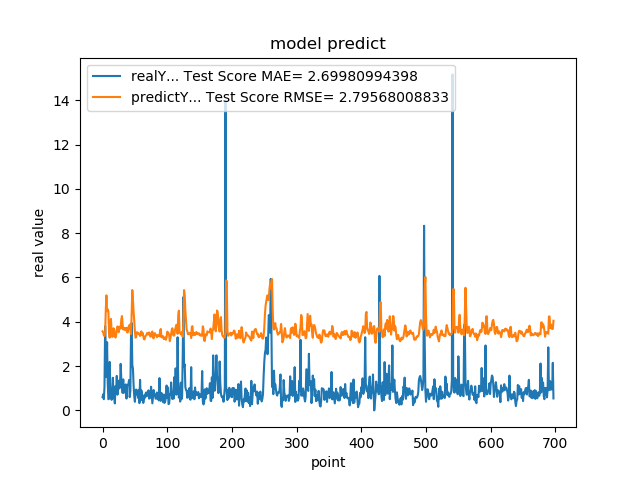 model predict
realY... Test Score MAE= 2.69980994398
predictY... Test Score RMSE= 2.79568008833
14
12
10
8
6
4
2
0
real value
0 100 200 300 400 500 600 700
point